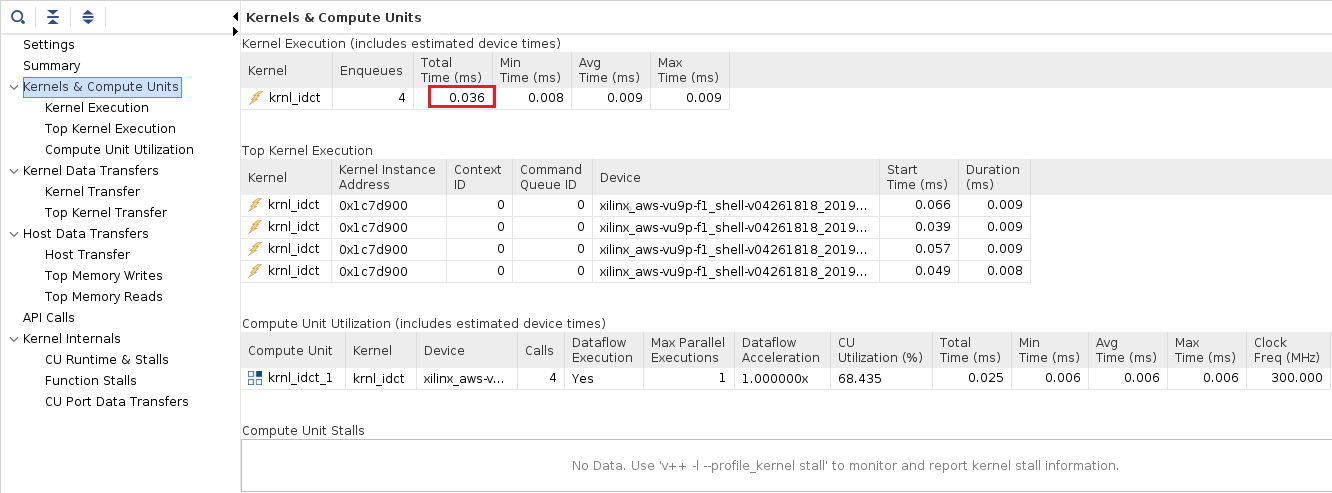 Kernels & Compute Units
Settings
Summary
Kernels & Compute Units
Kernel Execution
Top Kernel Execution
Compute Unit Utilization
Kernel Data Transfers
Kernel Transfer
Top Kernel Transfer
Host Data Transfers
Host Transfer
Top Memory Writes
Top Memory Reads
API Calls
Kernel Internals
CU Runtime & Stalls
Function Stalls
CU Port Data Transfers
Kernel Execution (includes estimated device times)
Kernel Enqueues Total Time (ms) Min Time (ms) Avg Time (ms) Max Time (ms)
krnl_idct 4 0.036 0.008 0.009 0.009
Top Kernel Execution
Kernel Kernel Instance Address Context ID Command Queue ID Device Start Time (ms) Duration (ms)
krnl_idct 0x1c7d900 0 0 xilinx_aws-vu9p-f1_shell-v04261818_2019... 0.066 0.009
krnl_idct 0x1c7d900 0 0 xilinx_aws-vu9p-f1_shell-v04261818_2019... 0.039 0.009
krnl_idct 0x1c7d900 0 0 xilinx_aws-vu9p-f1_shell-v04261818_2019... 0.057 0.009
krnl_idct 0x1c7d900 0 0 xilinx_aws-vu9p-f1_shell-v04261818_2019... 0.049 0.008
Compute Unit Utilization (includes estimated device times)
Compute Unit Kernel Device Calls Dataflow Execution Max Parallel Executions Dataflow Acceleration CU Utilization (%) Total Time (ms) Min Time (ms) Avg Time (ms) Max Time (ms) Clock Freq (MHz)
krnl_idct_1 krnl_idct xilinx_aws-v... 4 Yes 1 1.000000x 68.435 0.025 0.006 0.006 0.006 300.000
Compute Unit Stalls
No Data. Use 'v++ -l --profile_kernel stall' to monitor and report kernel stall information.